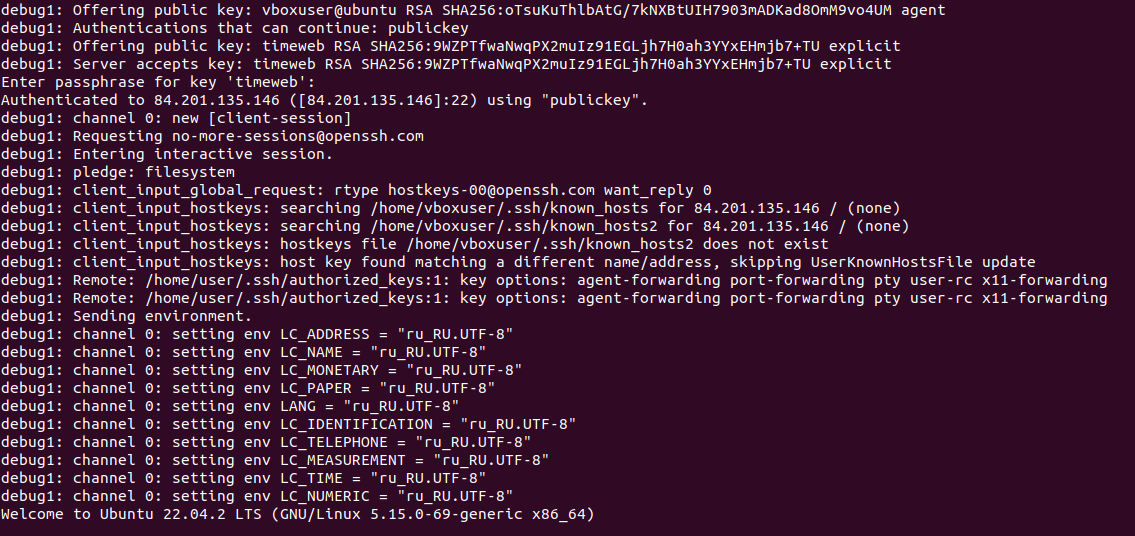 debug1: Offering public key: vboxuser@ubuntu RSA SHA256:oTsuKuThlbAtG/7kNXBtUIH7903mADKad8OmM9vo4UM agent
debug1: Authentications that can continue: publickey
debug1: Offering public key: timeweb RSA SHA256:9WZPTfwaNwqPX2muIz91EGLjh7H0ah3YYxEHmjb7+TU explicit
debug1: Server accepts key: timeweb RSA SHA256:9WZPTfwaNwqPX2muIz91EGLjh7H0ah3YYxEHmjb7+TU explicit
Enter passphrase for key 'timeweb':
Authenticated to 84.201.135.146 ([84.201.135.146]:22) using "publickey".
debug1: channel 0: new [client-session]
debug1: Requesting no-more-sessions@openssh.com
debug1: Entering interactive session.
debug1: pledge: filesystem
debug1: client_input_global_request: rtype hostkeys-00@openssh.com want_reply 0
debug1: client_input_hostkeys: searching /home/vboxuser/.ssh/known_hosts for 84.201.135.146 / (none)
debug1: client_input_hostkeys: searching /home/vboxuser/.ssh/known_hosts2 for 84.201.135.146 / (none)
debug1: client_input_hostkeys: hostkeys file /home/vboxuser/.ssh/known_hosts2 does not exist
debug1: client_input_hostkeys: host key found matching a different name/address, skipping UserKnownHostsFile update
debug1: Remote: /home/user/.ssh/authorized_keys:1: key options: agent-forwarding port-forwarding pty user-rc x11-forwarding
debug1: Remote: /home/user/.ssh/authorized_keys:1: key options: agent-forwarding port-forwarding pty user-rc x11-forwarding
debug1: Sending environment.
debug1: channel 0: setting env LC_ADDRESS = "ru_RU.UTF-8"
debug1: channel 0: setting env LC_NAME = "ru_RU.UTF-8"
debug1: channel 0: setting env LC_MONETARY = "ru_RU.UTF-8"
debug1: channel 0: setting env LC_PAPER = "ru_RU.UTF-8"
debug1: channel 0: setting env LANG = "ru_RU.UTF-8"
debug1: channel 0: setting env LC_IDENTIFICATION = "ru_RU.UTF-8"
debug1: channel 0: setting env LC_TELEPHONE = "ru_RU.UTF-8"
debug1: channel 0: setting env LC_MEASUREMENT = "ru_RU.UTF-8"
debug1: channel 0: setting env LC_TIME = "ru_RU.UTF-8"
debug1: channel 0: setting env LC_NUMERIC = "ru_RU.UTF-8"
Welcome to Ubuntu 22.04.2 LTS (GNU/Linux 5.15.0-69-generic x86_64)